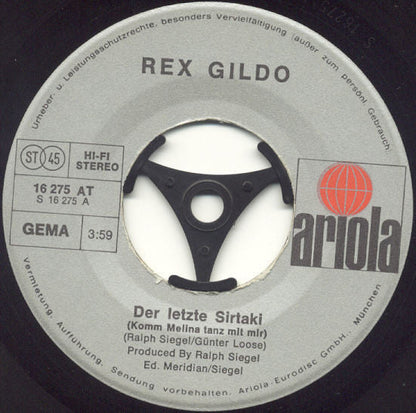 Urheber- u. Leistungsschutzrechte, besonders Vervielfältigung (außer zum persönl. Gebrauch)
REX GILDO
ST 45
HI-FI
STEREO
16 275 AT
S 16 275 A
GEMA
3:59
ariola
Der letzte Sirtaki
(Komm Melina tanz mit mir)
(Ralph Siegel/Günter Loose)
Produced By Ralph Siegel
Ed. Meridian/Siegel
Vermietung, Aufführung, Sendung vorbehalten. Ariola-Eurodisc GmbH. München